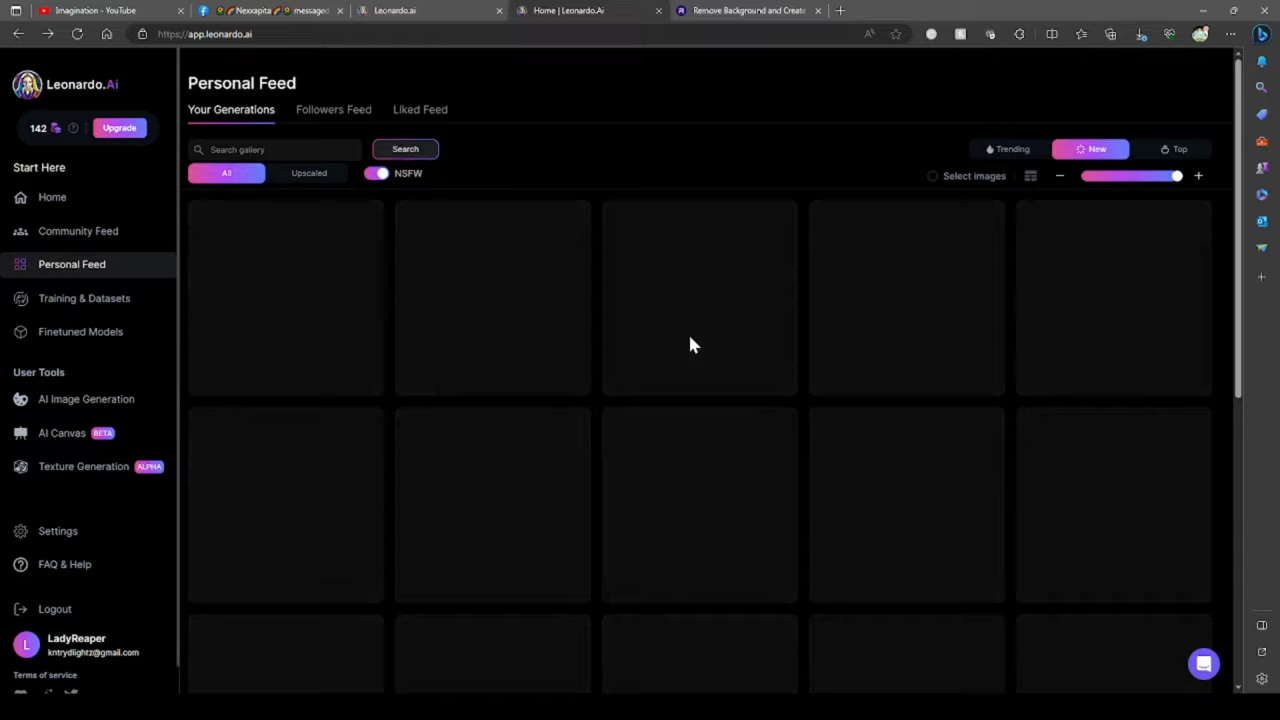 Imagination - YouTube
Nexxapita messaged
Leonardo.ai
Home | Leonardo.Ai
Remove Background and Create
https://app.leonardo.ai
Leonardo.Ai
142
Upgrade
Start Here
Home
Community Feed
Personal Feed
Training & Datasets
Finetuned Models
User Tools
AI Image Generation
AI Canvas BETA
Texture Generation ALPHA
Settings
FAQ & Help
Logout
L
LadyReaper
kntrydlightz@gmail.com
Terms of service
Personal Feed
Your Generations Followers Feed Liked Feed
Search gallery Search
Trending New Top
All Upscaled NSFW
Select images